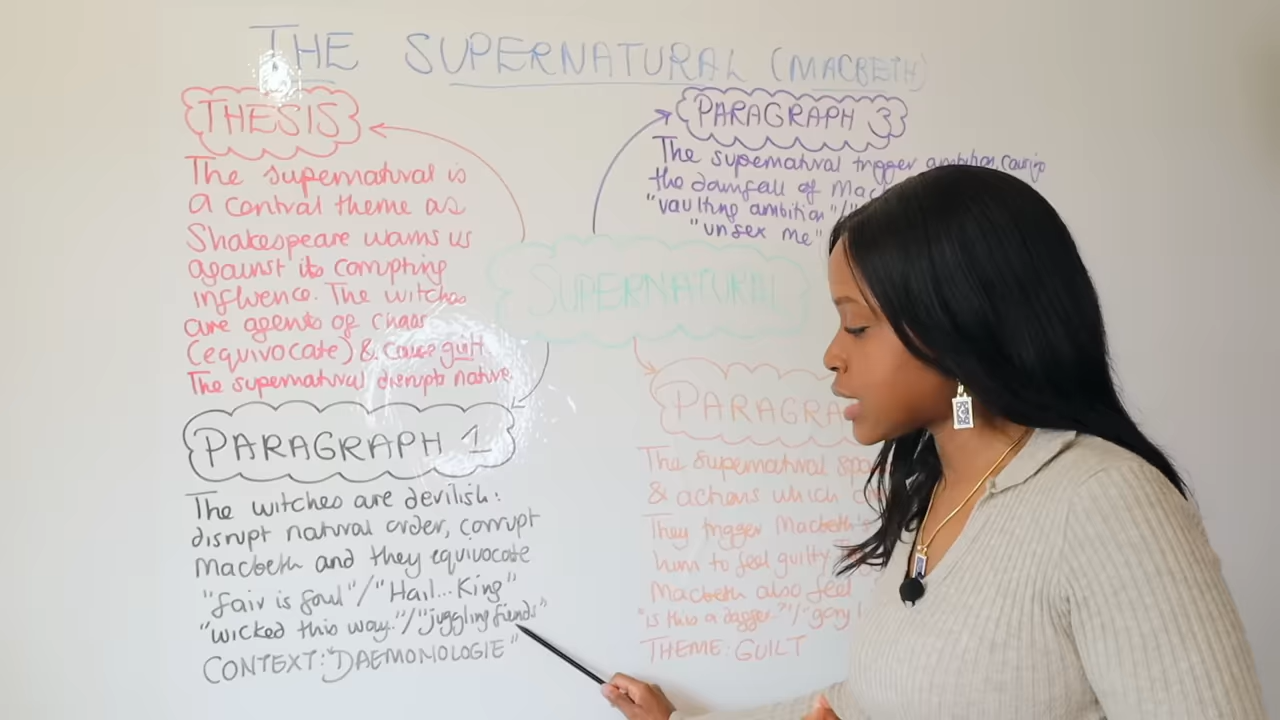 THE SUPERNATURAL (MACBETH)
THESIS
The supernatural is
a central theme as
Shakespeare warns us
against its corrupting
influence. The witches
are agents of chaos
(equivocate) & cause guilt
The supernatural disrupts nature
PARAGRAPH 1
The witches are devilish:
disrupt natural order, corrupt
Macbeth and they equivocate
"fair is foul"/"Hail... King"
"wicked this way.."/"juggling fiends"
CONTEXT: "DAEMONOLOGIE"
SUPERNATURAL
PARAGRAPH 3
The supernatural trigger ambition, causing
the downfall of
"vaulting ambition"/
"unsex me"
The supernatural
& actions which
They trigger Macbeth's
him to feel guilty.
Macbeth also feel
"is this a dagger.."/"gory
THEME: GUILT